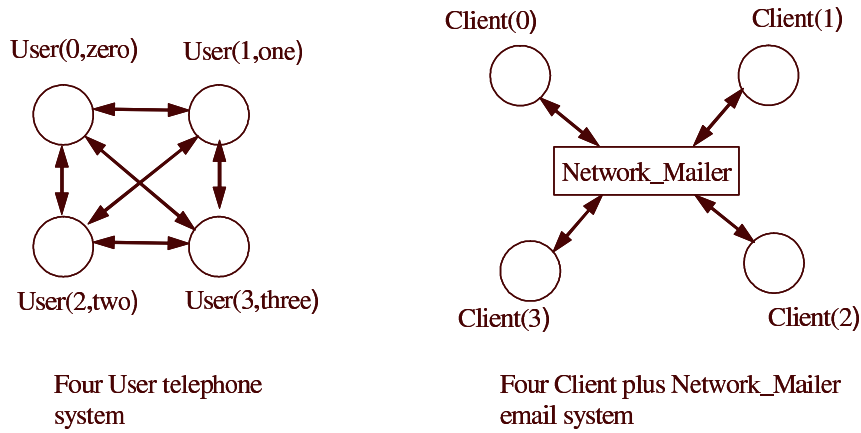 User(0,zero)
User(1,one)
User(2,two)
User(3,three)
Four User telephone
system
Client(0)
Client(1)
Network_Mailer
Client(3)
Client(2)
Four Client plus Network_Mailer
email system